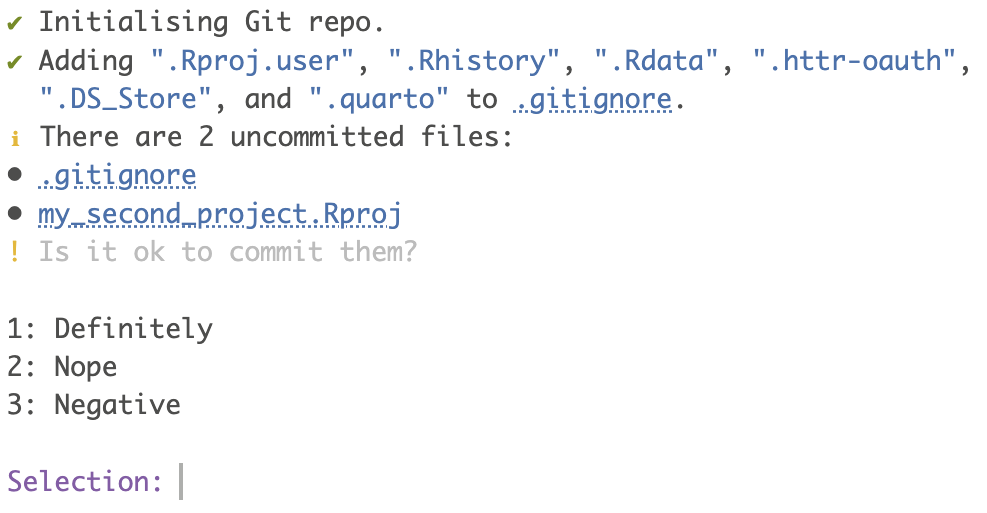 ✔ Initialising Git repo.
✔ Adding ".Rproj.user", ".Rhistory", ".Rdata", ".httr-oauth",
".DS_Store", and ".quarto" to .gitignore.
ℹ There are 2 uncommitted files:
• .gitignore
• my_second_project.Rproj
! Is it ok to commit them?
1: Definitely
2: Nope
3: Negative
Selection: